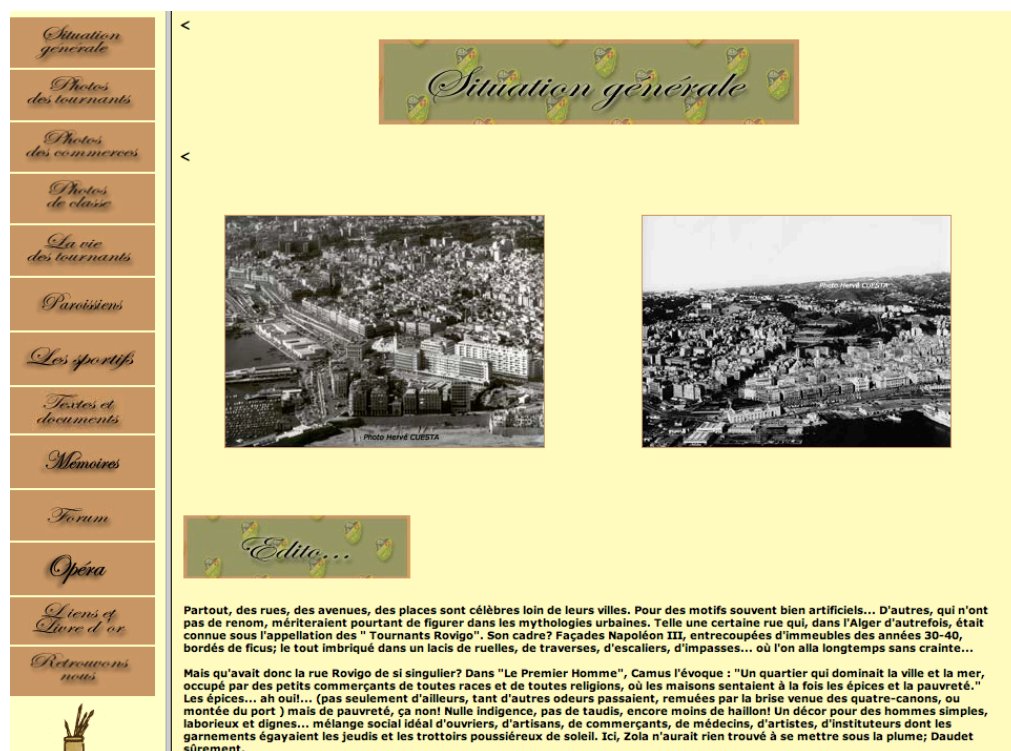 Situation
générale
Photos
des tournants
Photos
des commerces
Photos
de classe
La vie
des tournants
Paroissiens
Les sportifs
Textes et
documents
Mémoires
Forum
Opéra
Liens et
Livre d'or
Retrouvons
nous
<
Situation générale
<
Photo Hervé CUESTA
Photo Hervé CUESTA
Edito...
Partout, des rues, des avenues, des places sont célèbres loin de leurs villes. Pour des motifs souvent bien artificiels... D'autres, qui n'ont
pas de renom, mériteraient pourtant de figurer dans les mythologies urbaines. Telle une certaine rue qui, dans l'Alger d'autrefois, était
connue sous l'appellation des " Tournants Rovigo". Son cadre? Façades Napoléon III, entrecoupées d'immeubles des années 30-40,
bordés de ficus; le tout imbriqué dans un lacis de ruelles, de traverses, d'escaliers, d'impasses... où l'on alla longtemps sans crainte...
Mais qu'avait donc la rue Rovigo de si singulier? Dans "Le Premier Homme", Camus l'évoque : "Un quartier qui dominait la ville et la mer,
occupé par des petits commerçants de toutes races et de toutes religions, où les maisons sentaient à la fois les épices et la pauvreté."
Les épices... ah oui!... (pas seulement d'ailleurs, tant d'autres odeurs passaient, remuées par la brise venue des quatre-canons, ou
montée du port ) mais de pauvreté, ça non! Nulle indigence, pas de taudis, encore moins de haillon! Un décor pour des hommes simples,
laborieux et dignes... mélange social idéal d'ouvriers, d'artisans, de commerçants, de médecins, d'artistes, d'instituteurs dont les
garnements égayaient les jeudis et les trottoirs poussiéreux de soleil. Ici, Zola n'aurait rien trouvé à se mettre sous la plume; Daudet
sûrement.